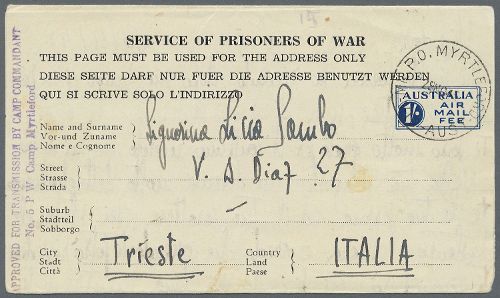 SERVICE OF PRISONERS OF WAR
THIS PAGE MUST BE USED FOR THE ADDRESS ONLY
DIESE SEITE DARF NUR FUER DIE ADRESSE BENUTZT WERDEN
QUI SI SCRIVE SOLO L'INDIRIZZO
P.O. MYRTLEFORD
AUS
AUSTRALIA
1/-
AIR
MAIL
FEE
APPROVED FOR TRANSMISSION BY CAMP COMMANDANT
No. 5 P W Camp Myrtleford
Name and Surname
Vor-und Zuname
Nome e Cognome
Signorina Licia
Street
Strasse
Strada
V. A. Diaz 27
Suburb
Stadtteil
Sobborgo
City
Stadt
Città
Trieste
Country
Land
Paese
ITALIA